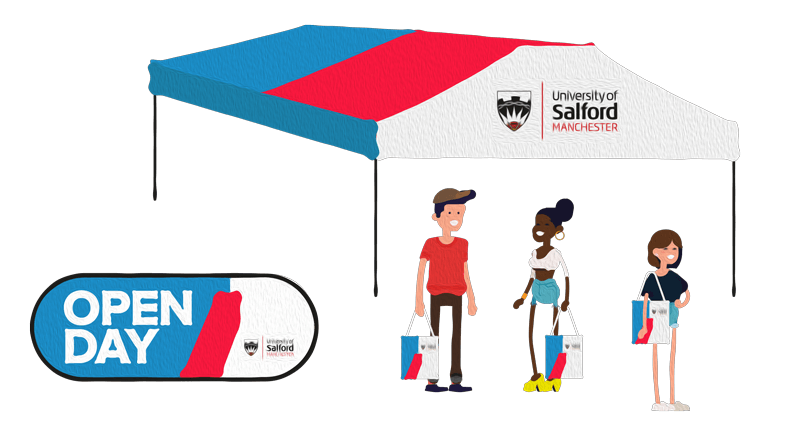 University of
Salford
MANCHESTER
OPEN
DAY
University of
Salford
MANCHESTER